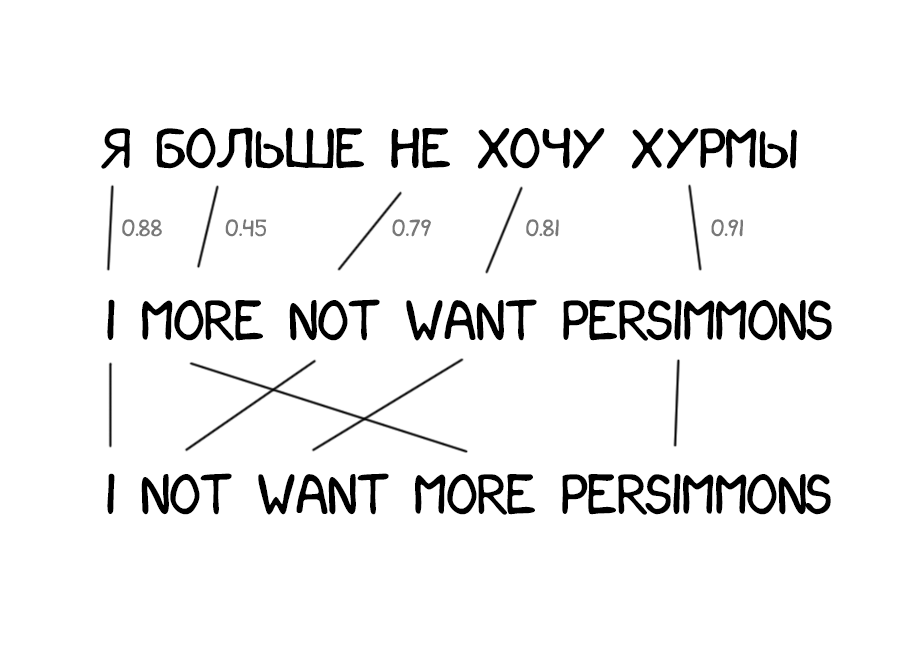 Я БОЛЬШЕ НЕ ХОЧУ ХУРМЫ
0.88 0.45 0.79 0.81 0.91
I MORE NOT WANT PERSIMMONS
I NOT WANT MORE PERSIMMONS